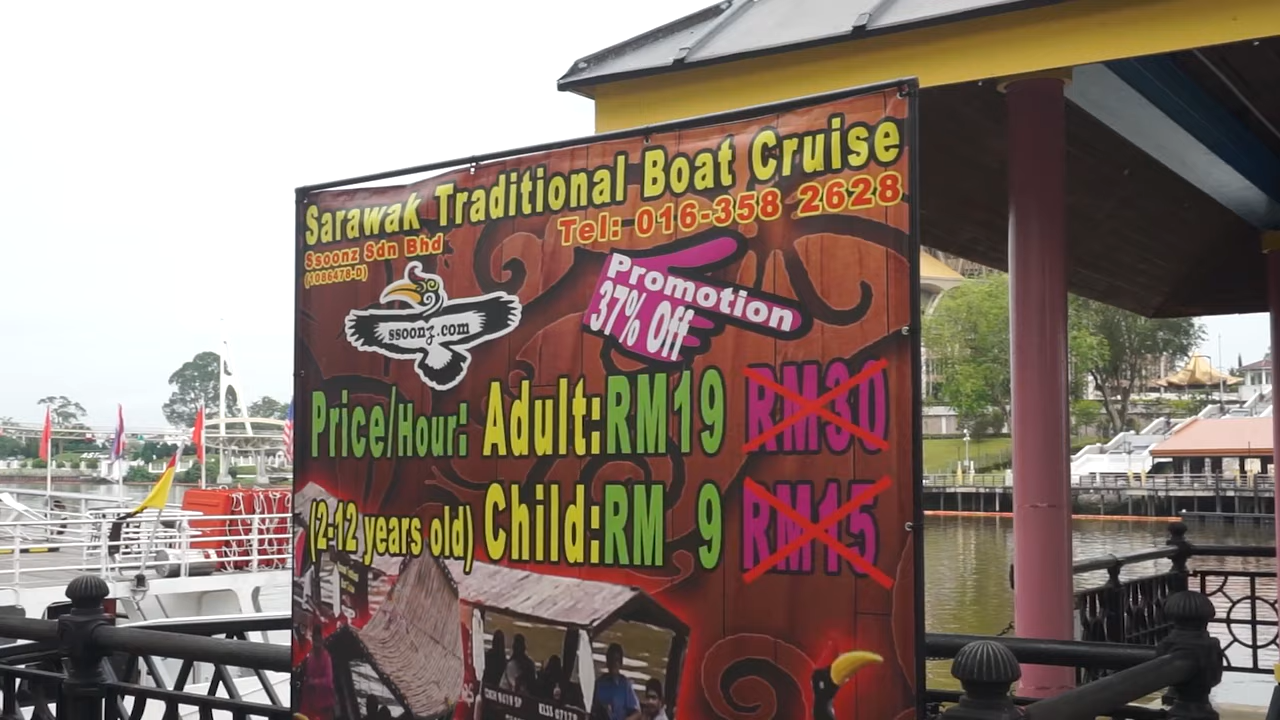 Sarawak Traditional Boat Cruise
Ssoonz Sdn Bhd
Tel: 016-358 2628
(1086478-D)
ssoonz.com
Promotion
37% Off
Price/Hour: Adult: RM19 RM30
(2-12 years old) Child: RM 9 RM15